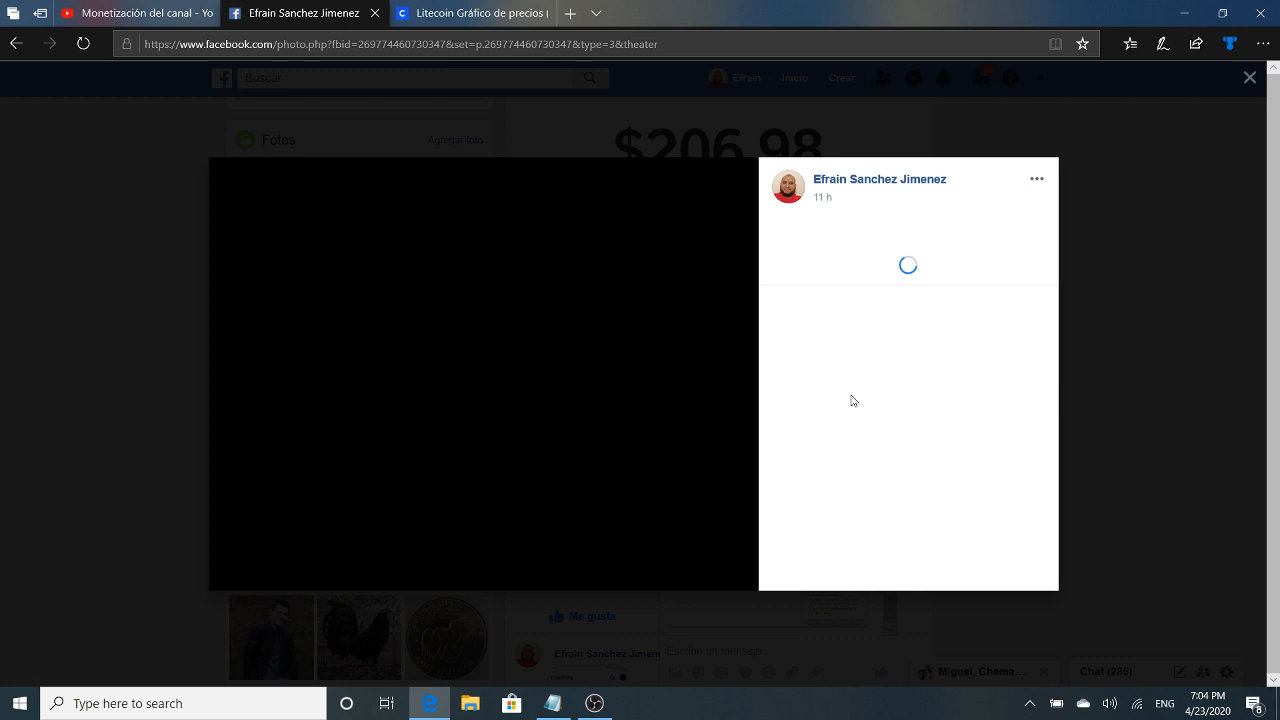 Monetización del canal - Yo
Efrain Sanchez Jimenez
Litecoin Gráfico de precios
https://www.facebook.com/photo.php?fbid=269774460730347&set=p.269774460730347&type=3&theater
Buscar
Efrain
Inicio
Crear
Fotos
Agregar foto
$206.98
Efrain Sanchez Jimenez
11 h
Me gusta
Efrain Sanchez Jimen
Escribe un mensaje
Miguel, Chema...
Chat (285)
Type here to search
ENG
7:04 PM
4/23/2020